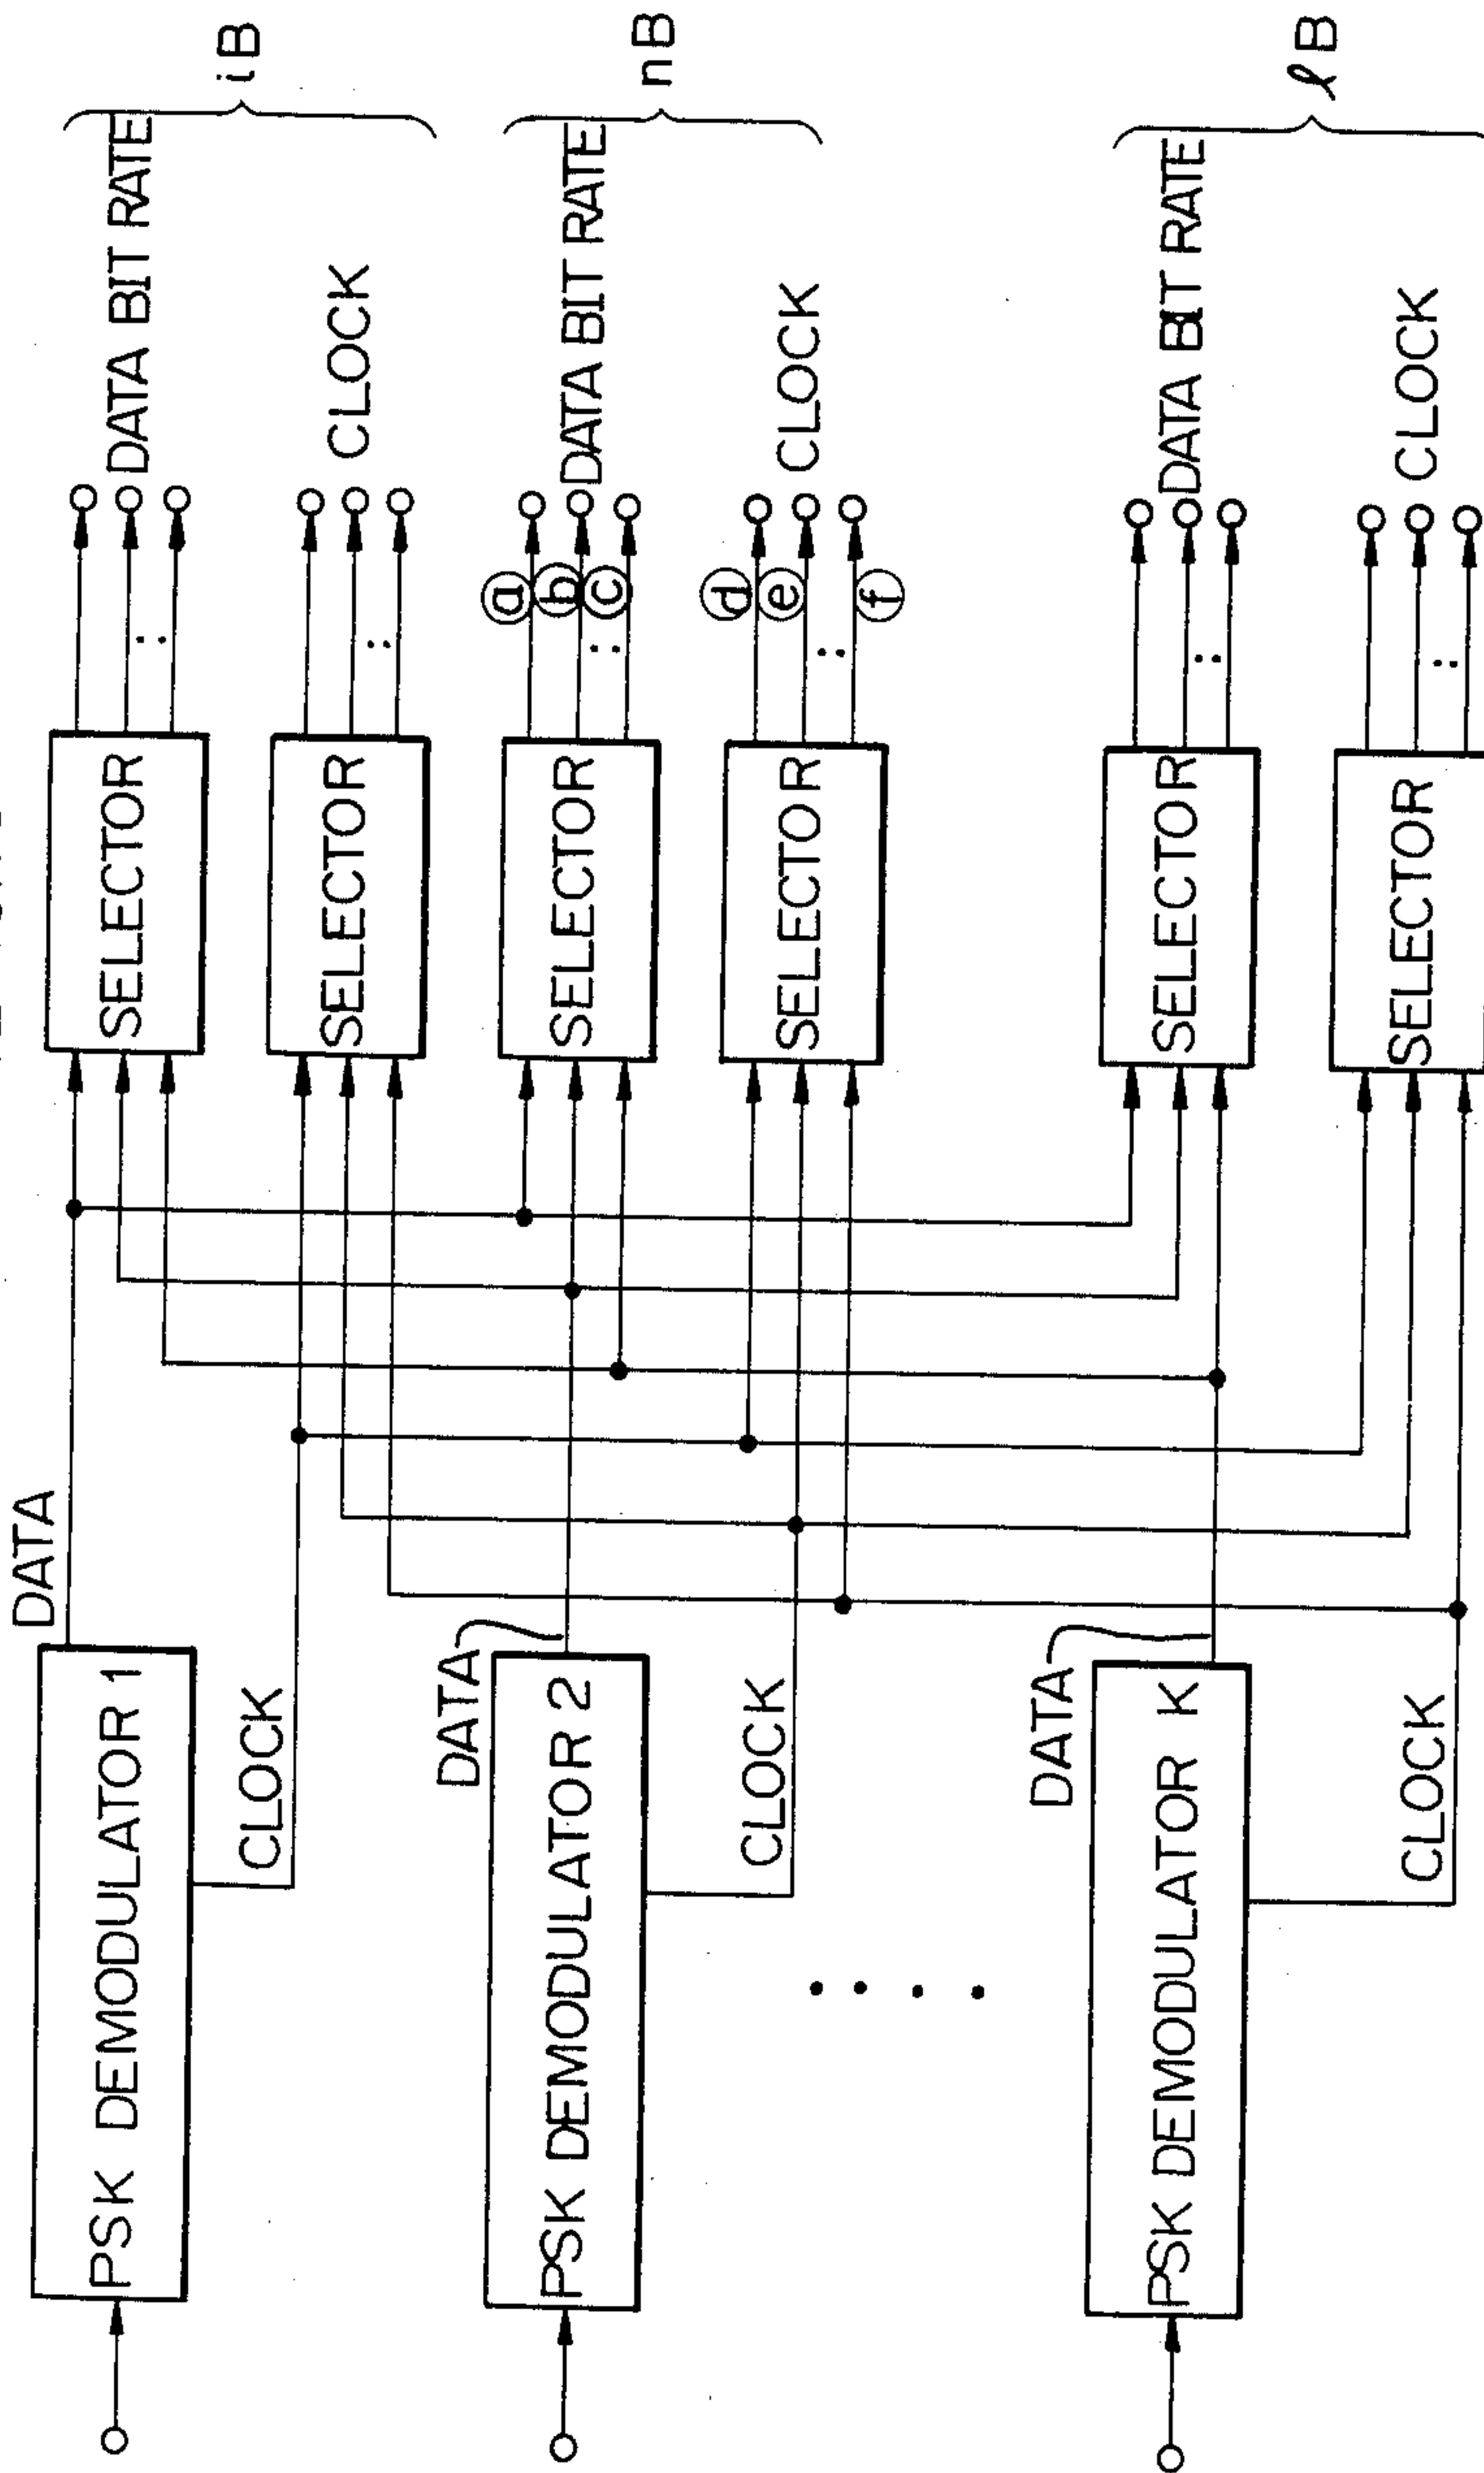 DATA
PSK DEMODULATOR 1
CLOCK
SELECTOR
DATA BIT RATE
SELECTOR
CLOCK
iB
DATA
PSK DEMODULATOR 2
CLOCK
SELECTOR
ⓐ
ⓑ
ⓒ
DATA BIT RATE
SELECTOR
ⓓ
ⓔ
ⓕ
CLOCK
nB
DATA
PSK DEMODULATOR K
CLOCK
SELECTOR
DATA BIT RATE
SELECTOR
CLOCK
ℓB